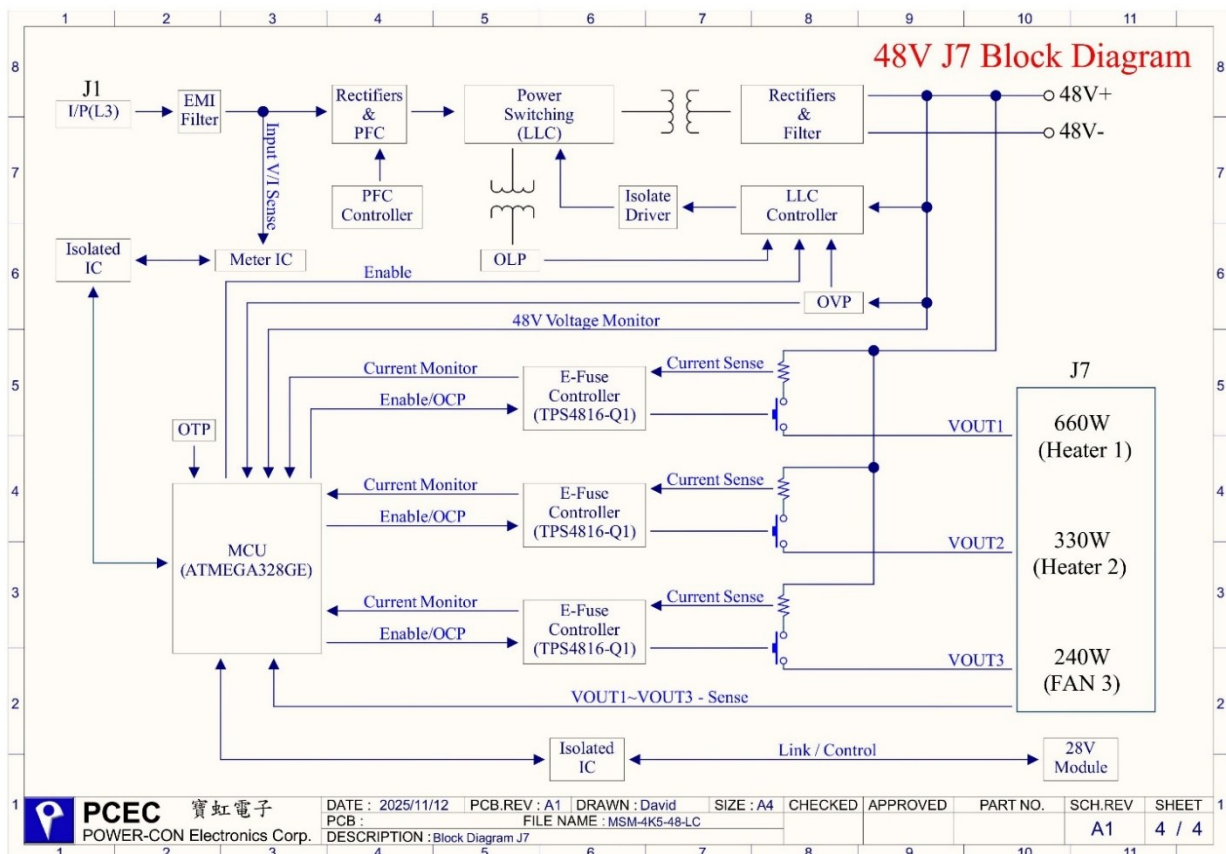 1 2 3 4 5 6 7 8 9 10 11
48V J7 Block Diagram
8 8
J1
I/P(L3)
EMI
Filter
Rectifiers
&
PFC
Power
Switching
(LLC)
Rectifiers
&
Filter
48V+
48V-
7 7
Input V/I Sense
PFC
Controller
Isolate
Driver
LLC
Controller
Isolated
IC
Meter IC
OLP
6 6
Enable
OVP
48V Voltage Monitor
Current Monitor
E-Fuse
Controller
(TPS4816-Q1)
Current Sense
J7
5 5
Enable/OCP
OTP
VOUT1
660W
(Heater 1)
4 4
Current Monitor
E-Fuse
Controller
(TPS4816-Q1)
Current Sense
Enable/OCP
MCU
(ATMEGA328GE)
VOUT2
330W
(Heater 2)
3 3
Current Monitor
E-Fuse
Controller
(TPS4816-Q1)
Current Sense
Enable/OCP
VOUT3
240W
(FAN 3)
2 2
VOUT1~VOUT3 - Sense
Isolated
IC
Link / Control
28V
Module
1 1
PCEC 寶虹電子
POWER-CON Electronics Corp.
DATE : 2025/11/12 PCB.REV : A1 DRAWN : David SIZE : A4 CHECKED APPROVED PART NO. SCH.REV SHEET
PCB : FILE NAME : MSM-4K5-48-LC A1 4 / 4
DESCRIPTION : Block Diagram J7
1 2 3 4 5 6 7 8 9 10 11